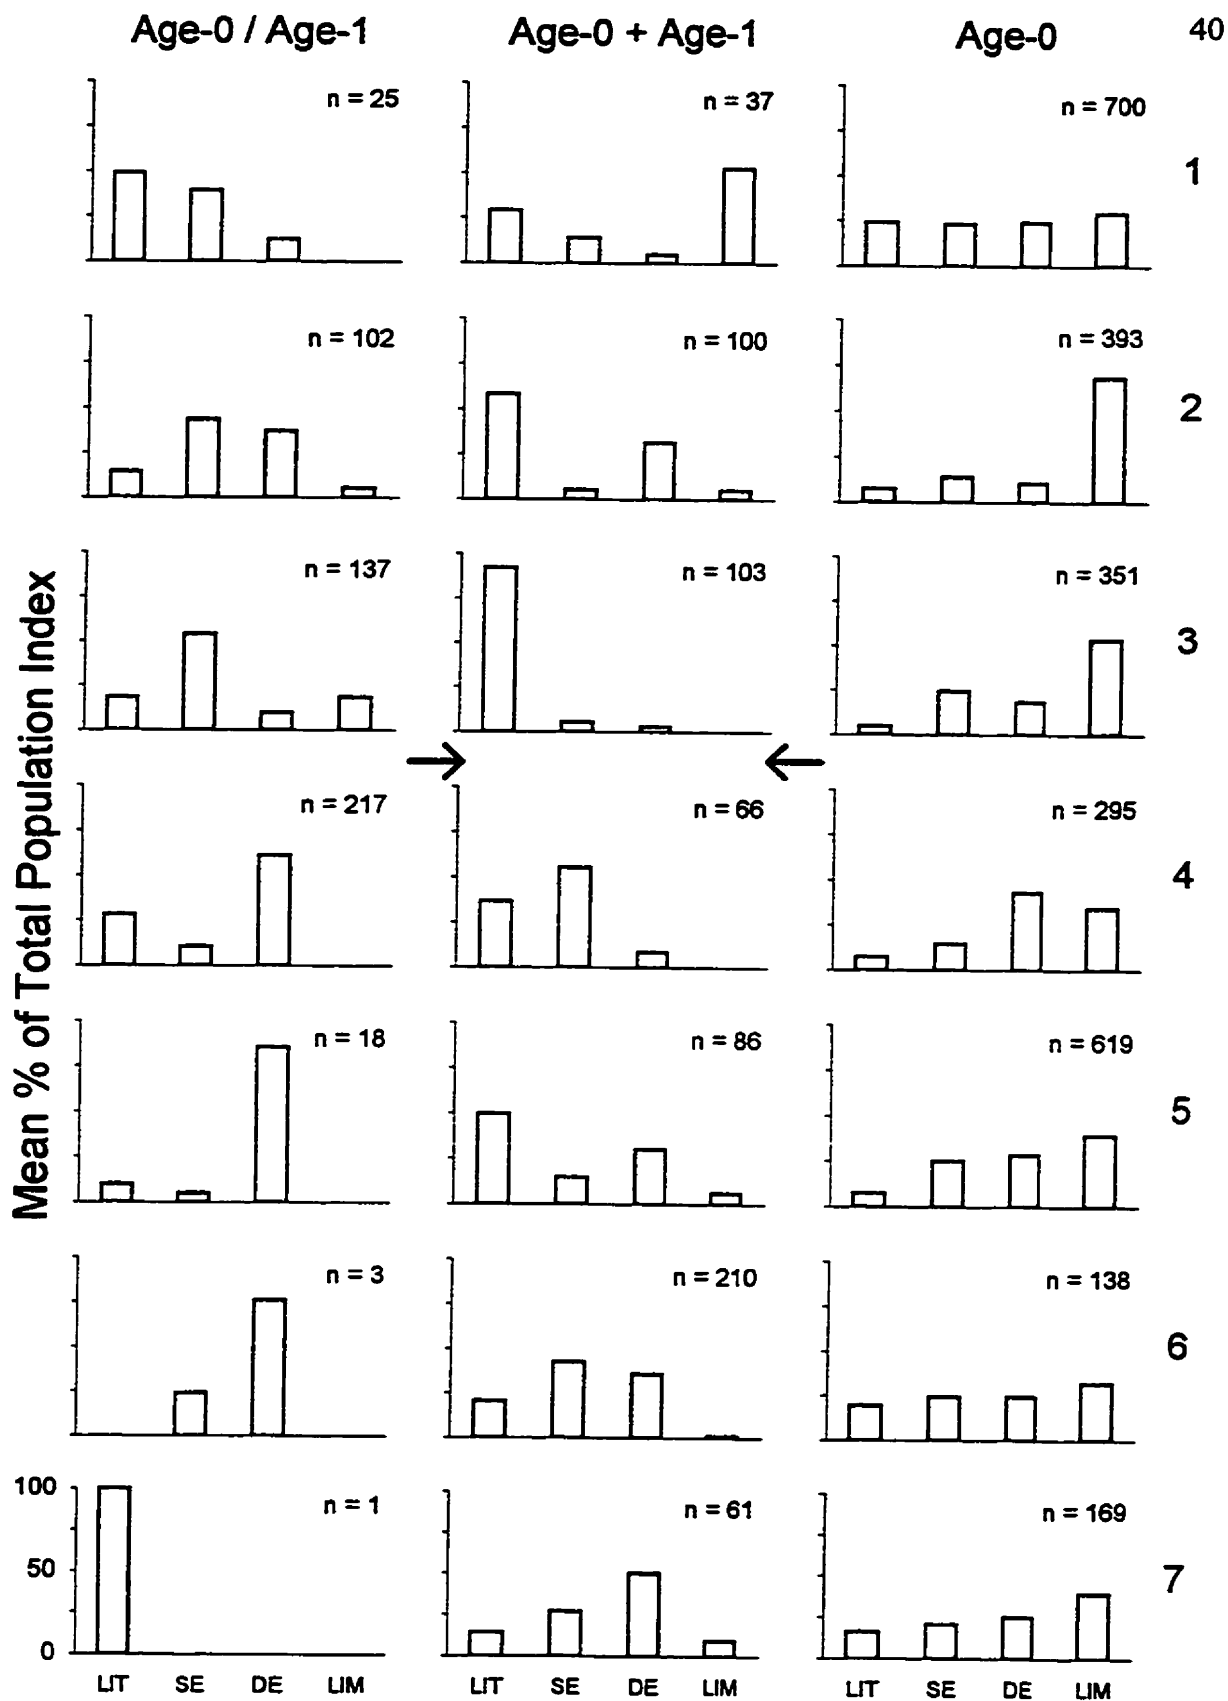 Age-0 / Age-1 Age-0 + Age-1 Age-0 40
n = 25 n = 37 n = 700 1
n = 102 n = 100 n = 393 2
n = 137 n = 103 n = 351 3
n = 217 n = 66 n = 295 4
n = 18 n = 86 n = 619 5
n = 3 n = 210 n = 138 6
100 n = 1 n = 61 n = 169 7
50
0
LIT SE DE LIM LIT SE DE LIM LIT SE DE LIM
Mean % of Total Population Index